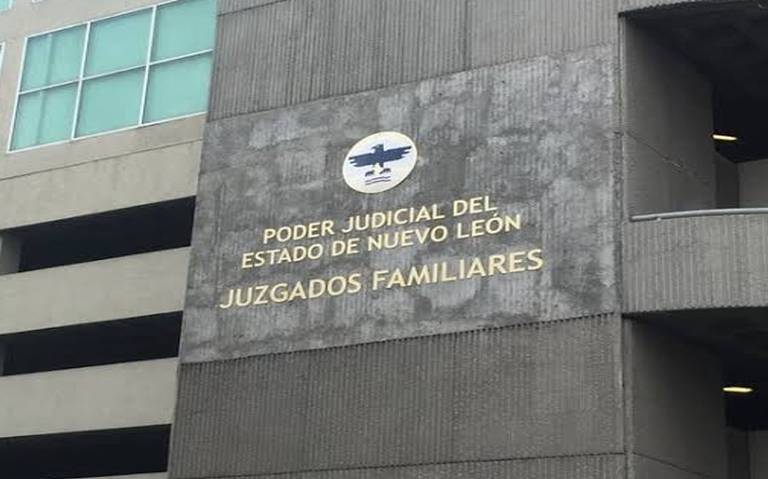 PODER JUDICIAL DEL
ESTADO DE NUEVO LEÓN
JUZGADOS FAMILIARES